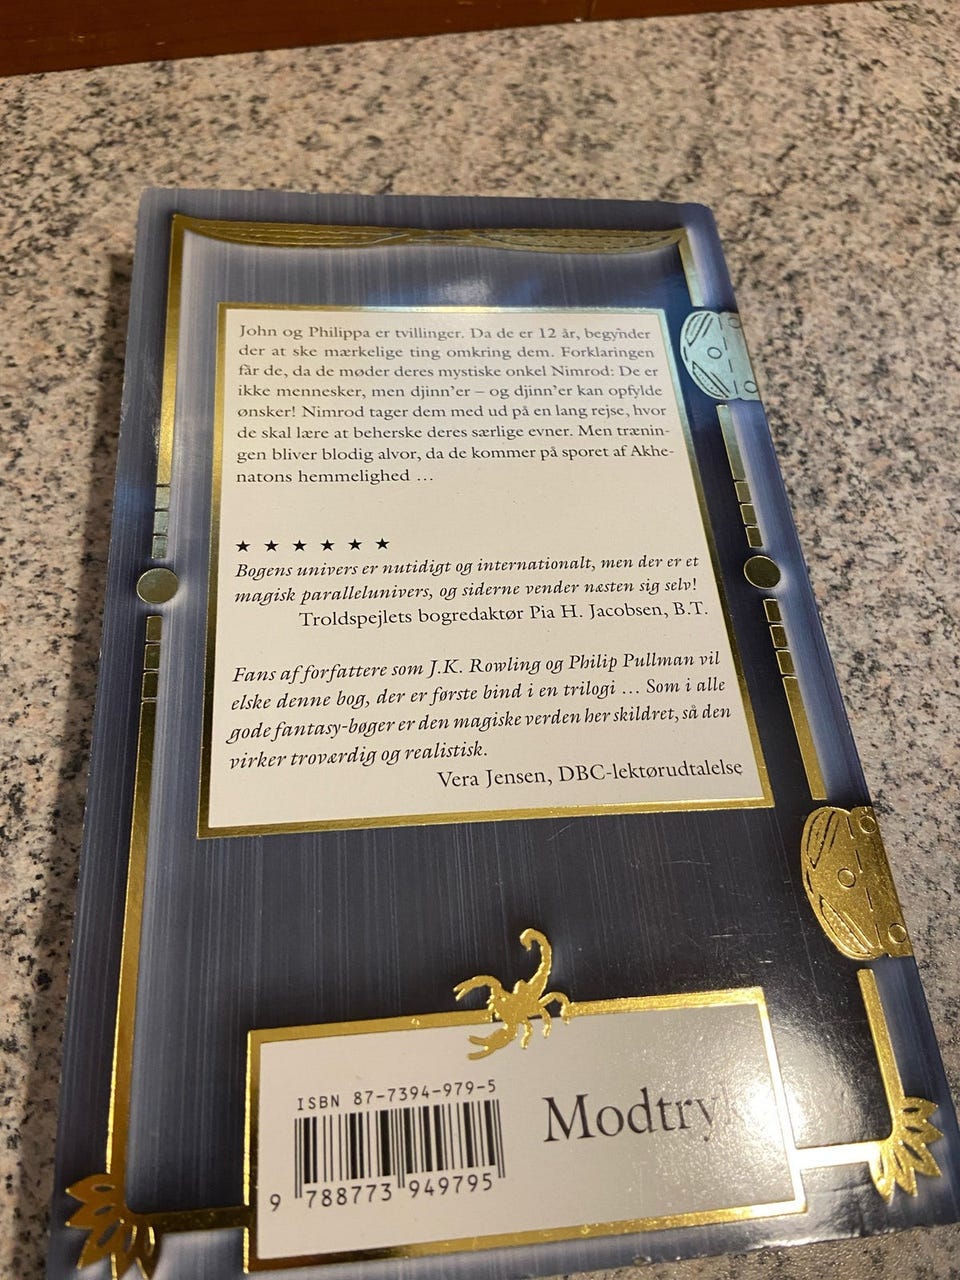 John og Philippa er tvillinger. Da de er 12 år, begynder
der at ske mærkelige ting omkring dem. Forklaringen
får de, da de møder deres mystiske onkel Nimrod: De er
ikke mennesker, men djinn’er – og djinn’er kan opfylde
ønsker! Nimrod tager dem med ud på en lang rejse, hvor
de skal lære at beherske deres særlige evner. Men trænin-
gen bliver blodig alvor, da de kommer på sporet af Akhe-
natons hemmelighed …
★ ★ ★ ★ ★ ★
Bogens univers er nutidigt og internationalt, men der er et
magisk parallelunivers, og siderne vender næsten sig selv!
Troldspejlets bogredaktør Pia H. Jacobsen, B.T.
Fans af forfattere som J.K. Rowling og Philip Pullman vil
elske denne bog, der er første bind i en trilogi … Som i alle
gode fantasy-bøger er den magiske verden her skildret, så den
virker troværdig og realistisk.
Vera Jensen, DBC-lektørudtalelse
ISBN 87-7394-979-5
9 788773 949795